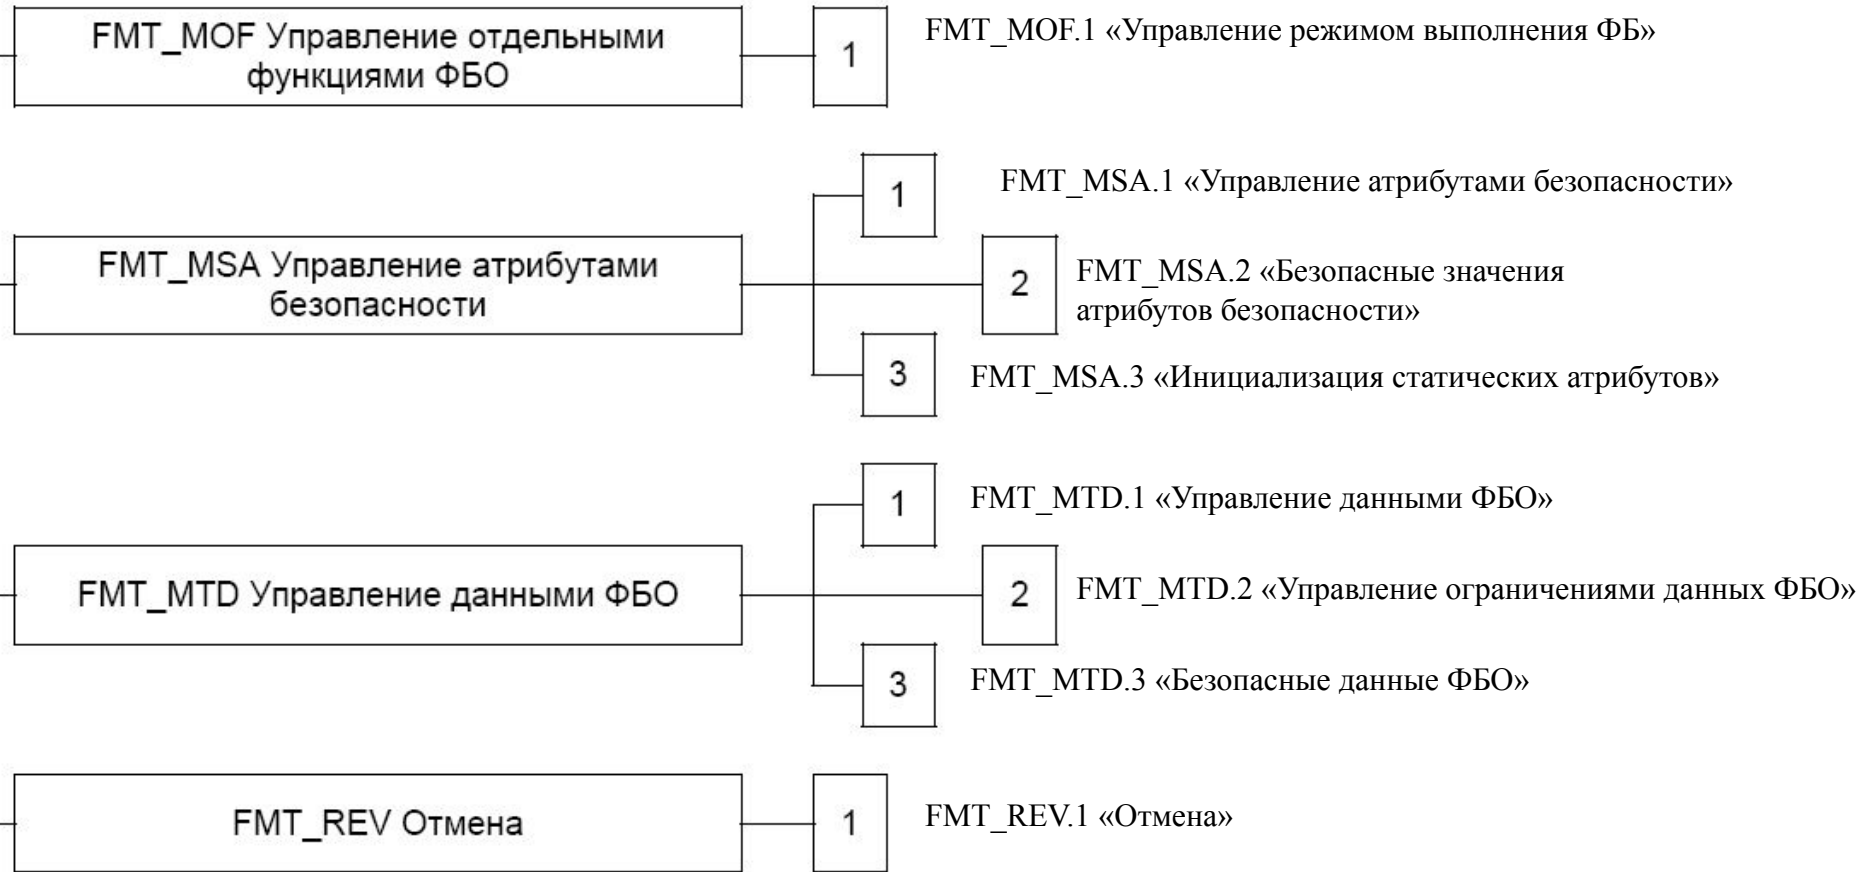 FMT_MOF Управление отдельными
функциями ФБО
1
FMT_MOF.1 «Управление режимом выполнения ФБ»
1
FMT_MSA.1 «Управление атрибутами безопасности»
FMT_MSA Управление атрибутами
безопасности
2
FMT_MSA.2 «Безопасные значения
атрибутов безопасности»
3
FMT_MSA.3 «Инициализация статических атрибутов»
1
FMT_MTD.1 «Управление данными ФБО»
FMT_MTD Управление данными ФБО
2
FMT_MTD.2 «Управление ограничениями данных ФБО»
3
FMT_MTD.3 «Безопасные данные ФБО»
FMT_REV Отмена
1
FMT_REV.1 «Отмена»